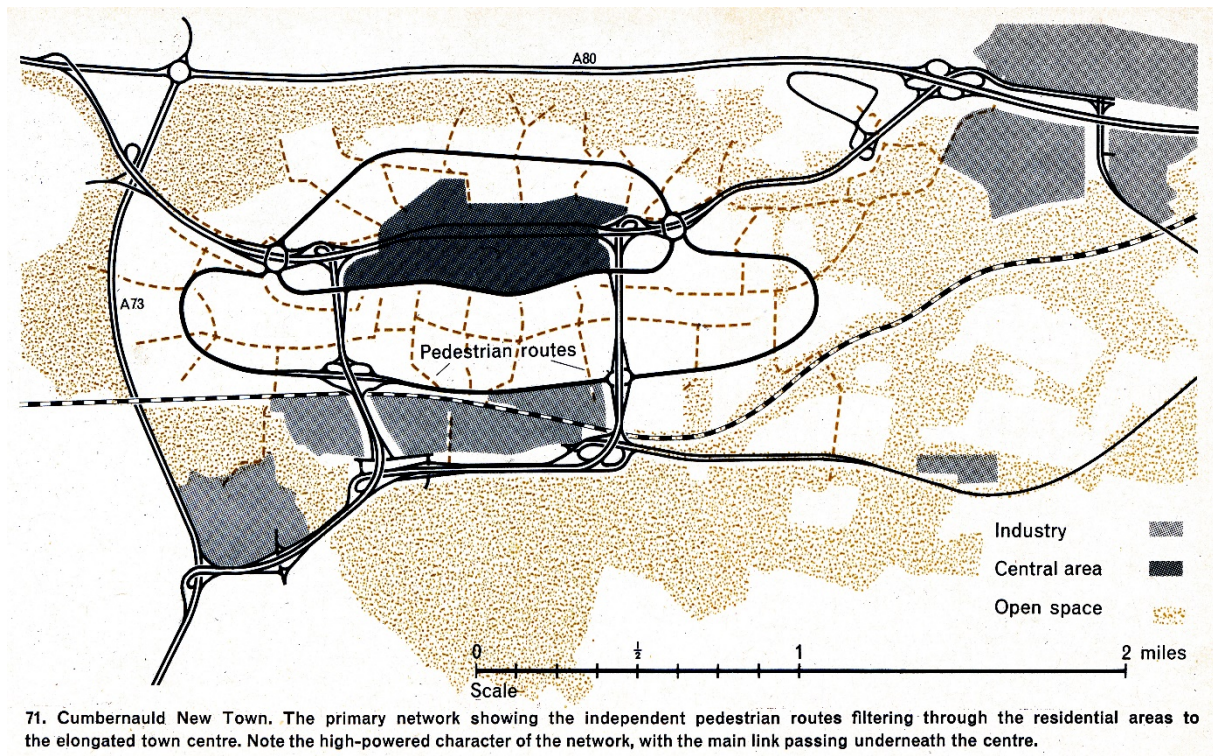 A80
A73
Pedestrian routes
Industry
Central area
Open space
0 ½ 1 2 miles
Scale
71. Cumbernauld New Town. The primary network showing the independent pedestrian routes filtering through the residential areas to
the elongated town centre. Note the high-powered character of the network, with the main link passing underneath the centre.